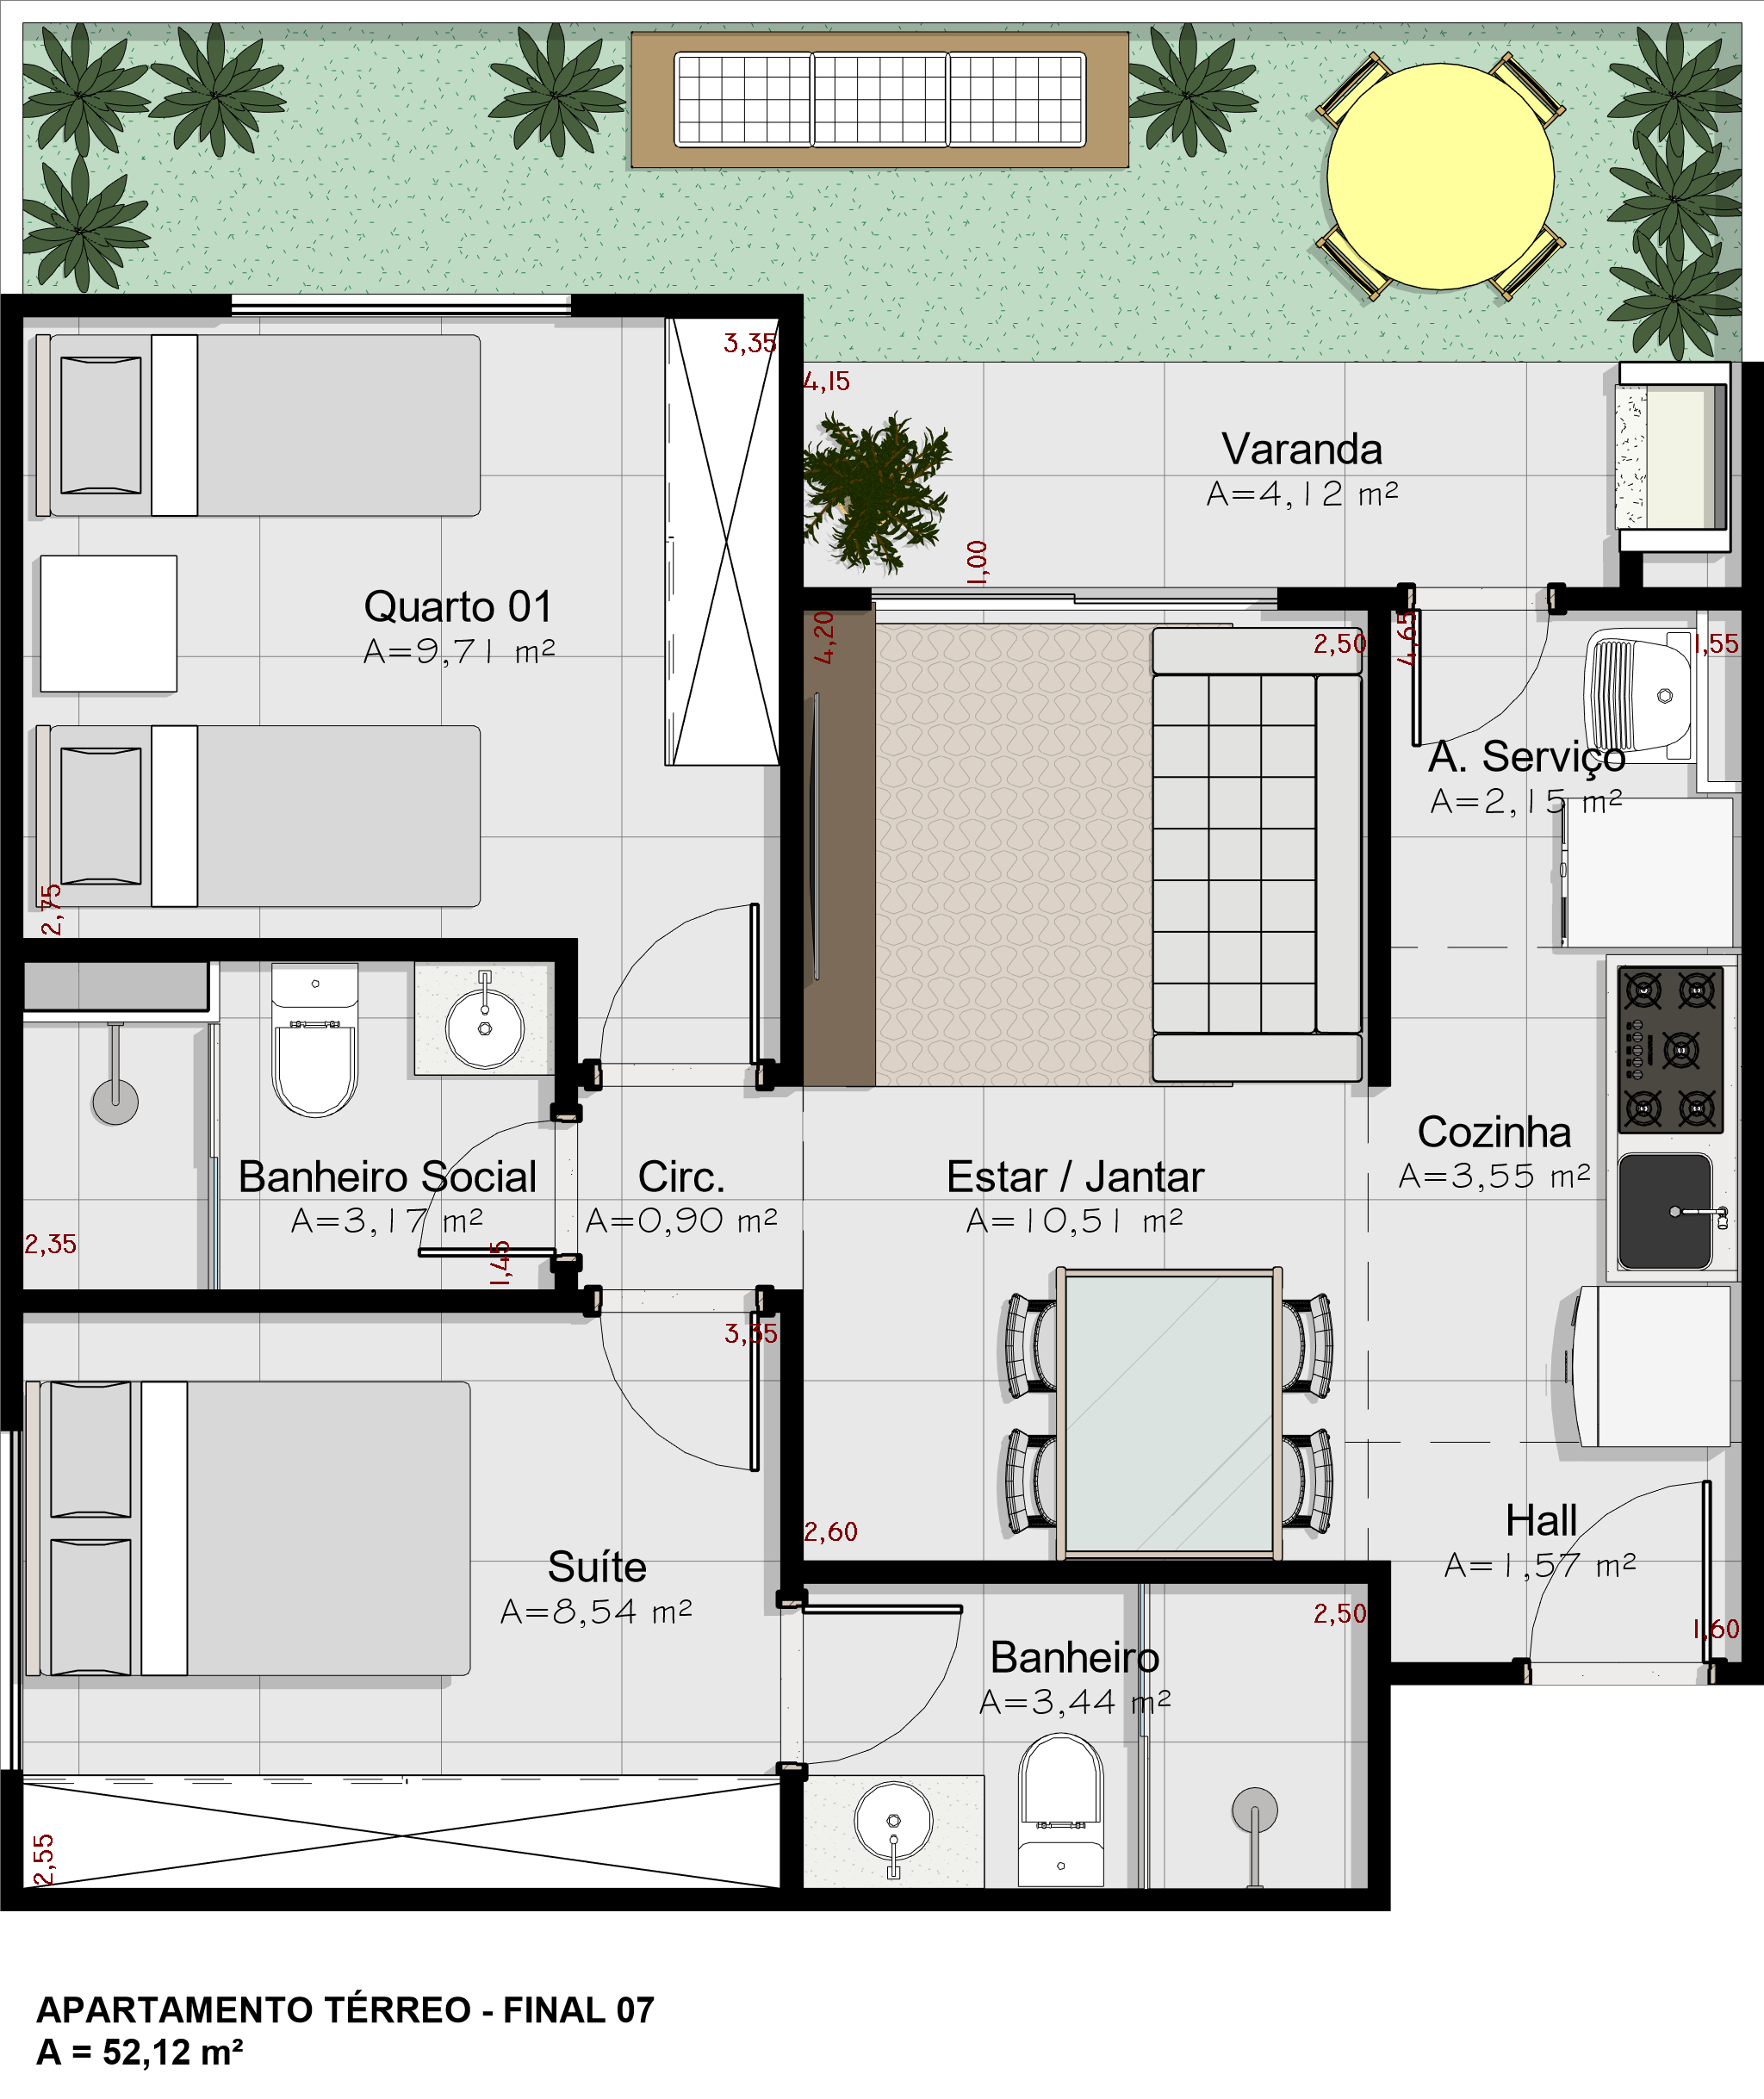 3,35
4,15
Varanda
A=4,12 m²
1,00
Quarto 01
A=9,71 m²
4,20
2,50
4,65
1,55
A. Serviço
A=2,15 m²
2,75
Cozinha
A=3,55 m²
Banheiro Social
A=3,17 m²
Circ.
A=0,90 m²
Estar / Jantar
A=10,51 m²
2,35
1,45
3,35
Hall
A=1,57 m²
2,60
Suíte
A=8,54 m²
2,50
1,60
Banheiro
A=3,44 m²
2,55
APARTAMENTO TÉRREO - FINAL 07
A = 52,12 m²